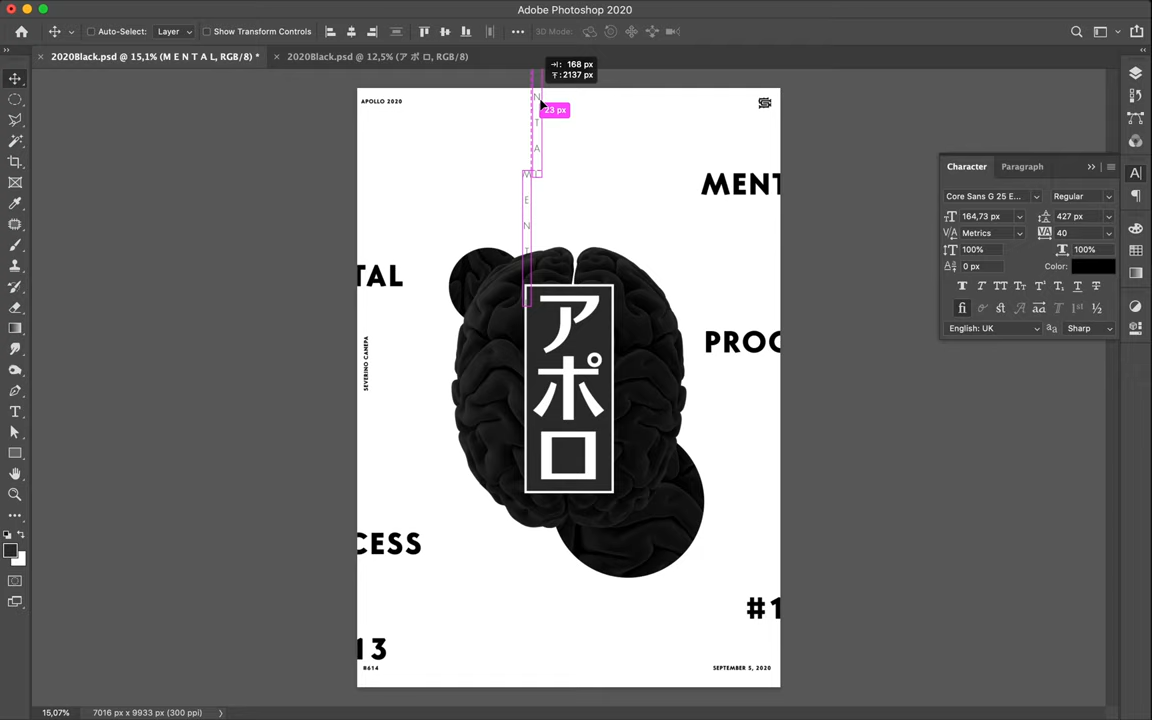 Adobe Photoshop 2020
Auto-Select:
Layer
Show Transform Controls
3D Mode:
2020Black.psd @ 15,1% (M E N T A L, RGB/8) *
2020Black.psd @ 12,5% (ア ポ ロ, RGB/8)
168 px
2137 px
23 px
APOLLO 2020
N
T
A
L
M
E
N
T
MENT
TAL
SEVERINO CANEPA
アポロ
PROC
CESS
#1
13
#614
SEPTEMBER 5, 2020
Character
Paragraph
Core Sans G 25 E...
Regular
164,73 px
427 px
Metrics
40
100%
100%
0 px
Color:
English: UK
Sharp
15,07%
7016 px x 9933 px (300 ppi)